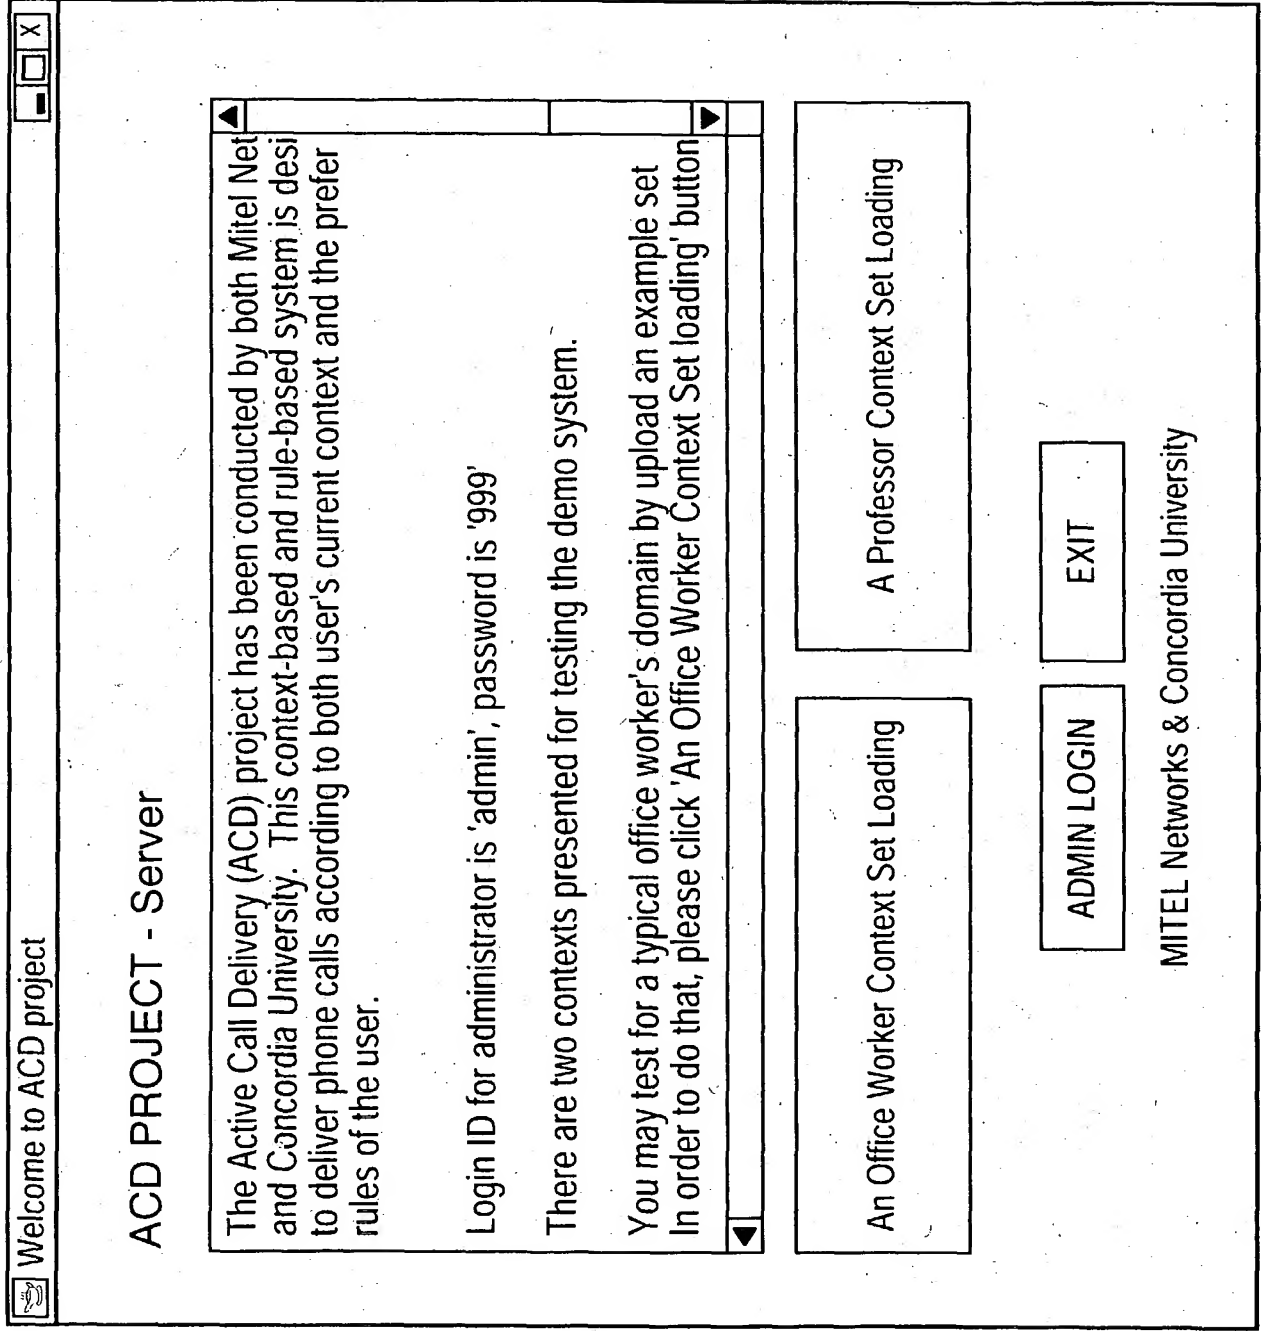 Welcome to ACD project
X
ACD PROJECT - Server
The Active Call Delivery (ACD) project has been conducted by both Mitel Net
and Concordia University. This context-based and rule-based system is desi
to deliver phone calls according to both user's current context and the prefer
rules of the user.
Login ID for administrator is 'admin', password is '999'
There are two contexts presented for testing the demo system.
You may test for a typical office worker's domain by upload an example set
In order to do that, please click 'An Office Worker Context Set loading' button
An Office Worker Context Set Loading
A Professor Context Set Loading
ADMIN LOGIN
EXIT
MITEL Networks & Concordia University